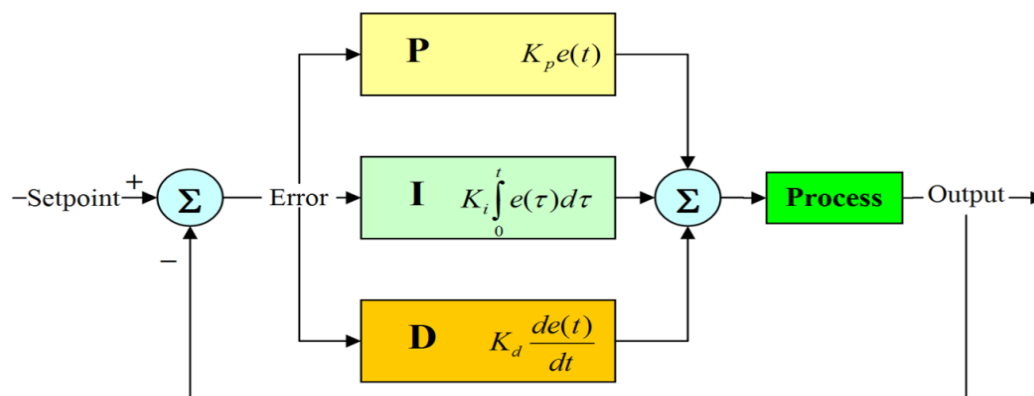 P K_p e(t)
Setpoint + Σ Error I K_i ∫_0^t e(τ)dτ Σ Process Output
−
D K_d de(t)/dt